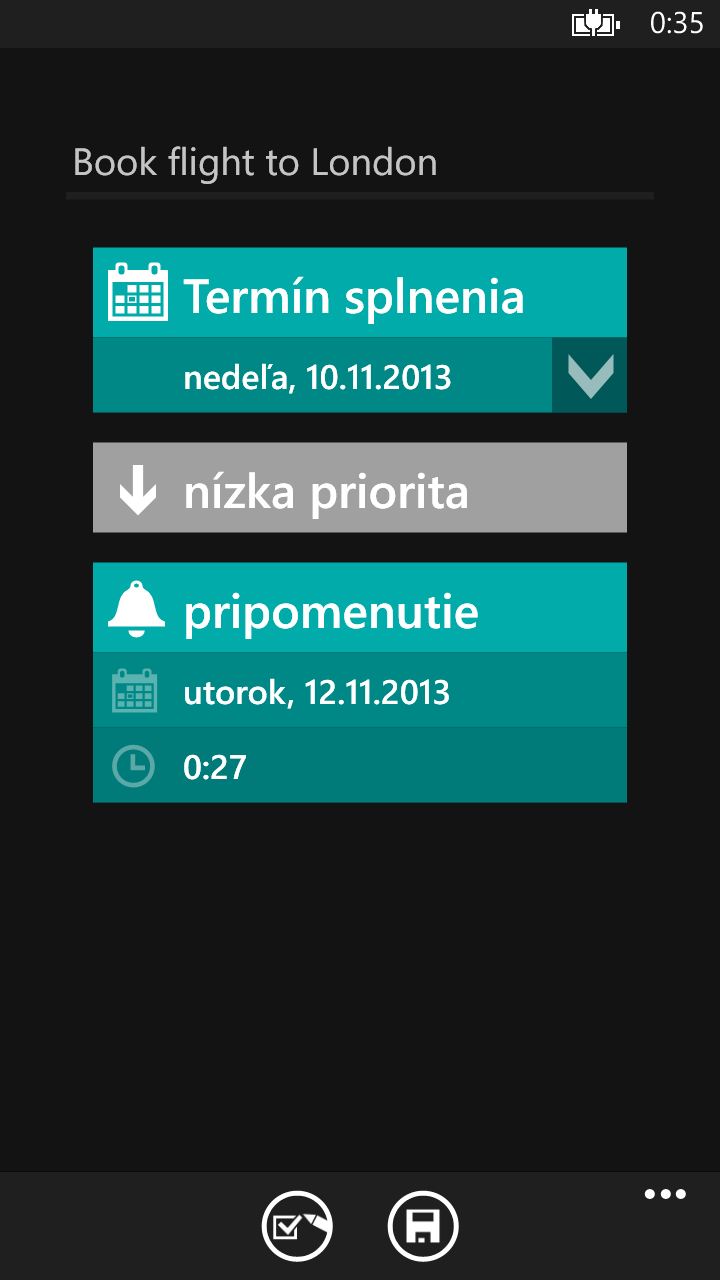 0:35
Book flight to London
Termín splnenia
nedeľa, 10.11.2013
nízka priorita
pripomenutie
utorok, 12.11.2013
0:27